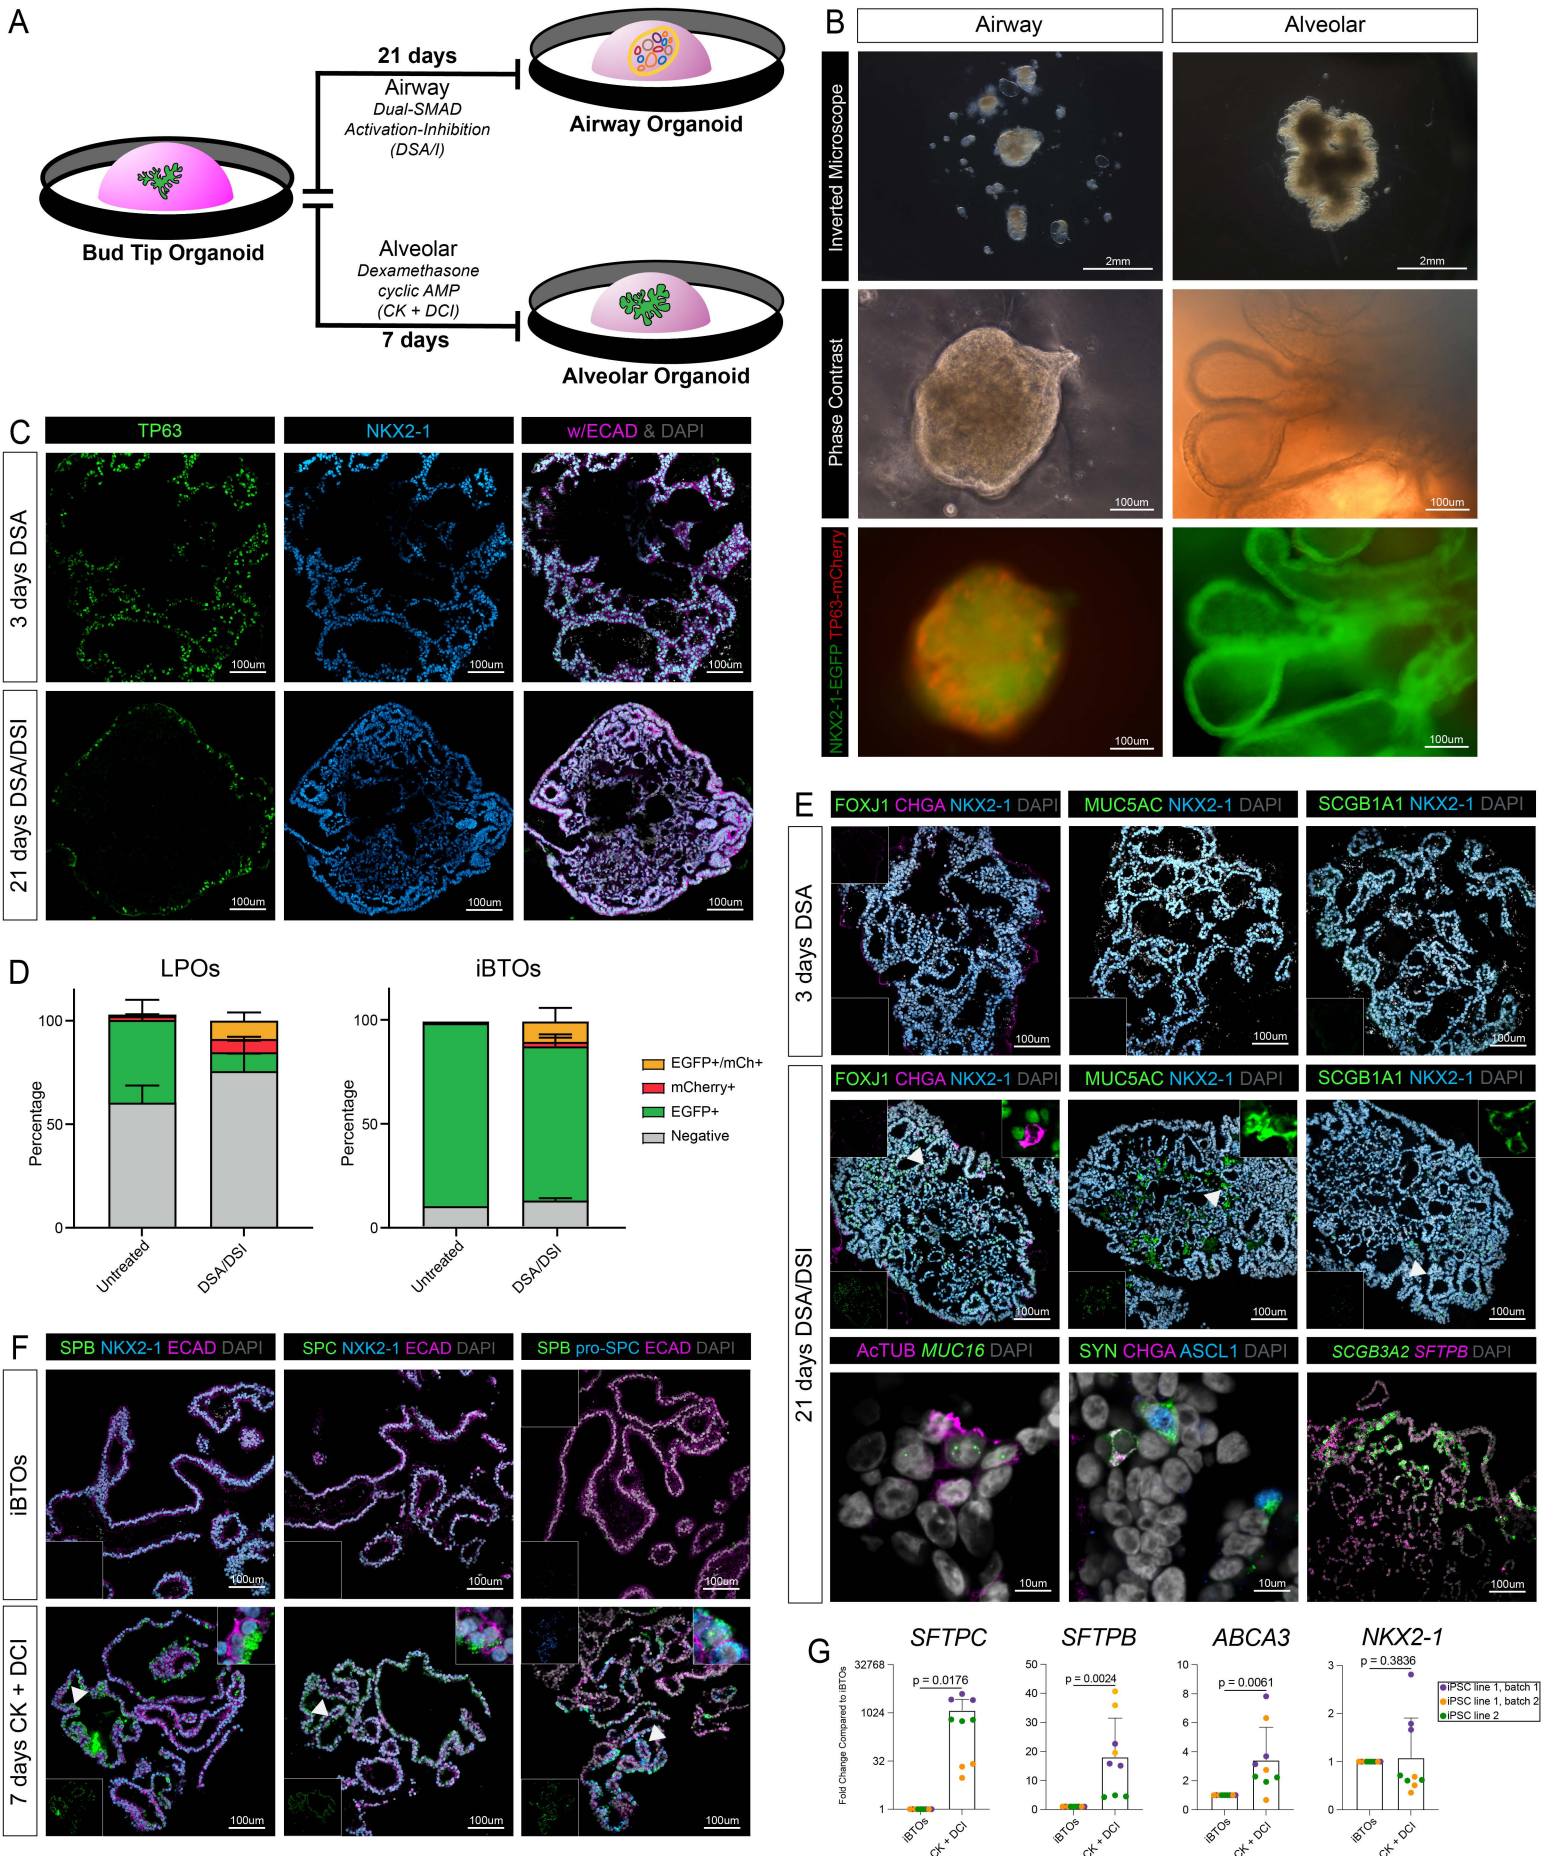 A
21 days
Airway
Dual-SMAD
Activation-Inhibition
(DSA/I)
Airway Organoid
Bud Tip Organoid
Alveolar
Dexamethasone
cyclic AMP
(CK + DCI)
7 days
Alveolar Organoid
B
Airway
Alveolar
Inverted Microscope
2mm
2mm
Phase Contrast
100um
100um
NKX2-1-EGFP TP63-mCherry
100um
100um
C
TP63
NKX2-1
w/ECAD & DAPI
3 days DSA
100um
100um
100um
21 days DSA/DSI
100um
100um
100um
D
LPOs
iBTOs
Percentage
100
50
0
Untreated
DSA/DSI
Percentage
100
50
0
Untreated
DSA/DSI
EGFP+/mCh+
mCherry+
EGFP+
Negative
E
FOXJ1 CHGA NKX2-1 DAPI
MUC5AC NKX2-1 DAPI
SCGB1A1 NKX2-1 DAPI
3 days DSA
100um
100um
100um
21 days DSA/DSI
FOXJ1 CHGA NKX2-1 DAPI
MUC5AC NKX2-1 DAPI
SCGB1A1 NKX2-1 DAPI
100um
100um
100um
AcTUB MUC16 DAPI
SYN CHGA ASCL1 DAPI
SCGB3A2 SFTPB DAPI
10um
10um
100um
F
SPB NKX2-1 ECAD DAPI
SPC NXK2-1 ECAD DAPI
SPB pro-SPC ECAD DAPI
iBTOs
100um
100um
100um
7 days CK + DCI
100um
100um
100um
G
SFTPC
SFTPB
ABCA3
NKX2-1
Fold Change Compared to iBTOs
32768
1024
32
1
p = 0.0176
iBTOs
CK + DCI
50
40
30
20
10
0
p = 0.0024
iBTOs
CK + DCI
10
8
6
4
2
0
p = 0.0061
iBTOs
CK + DCI
3
2
1
0
p = 0.3836
iBTOs
CK + DCI
iPSC line 1, batch 1
iPSC line 1, batch 2
iPSC line 2